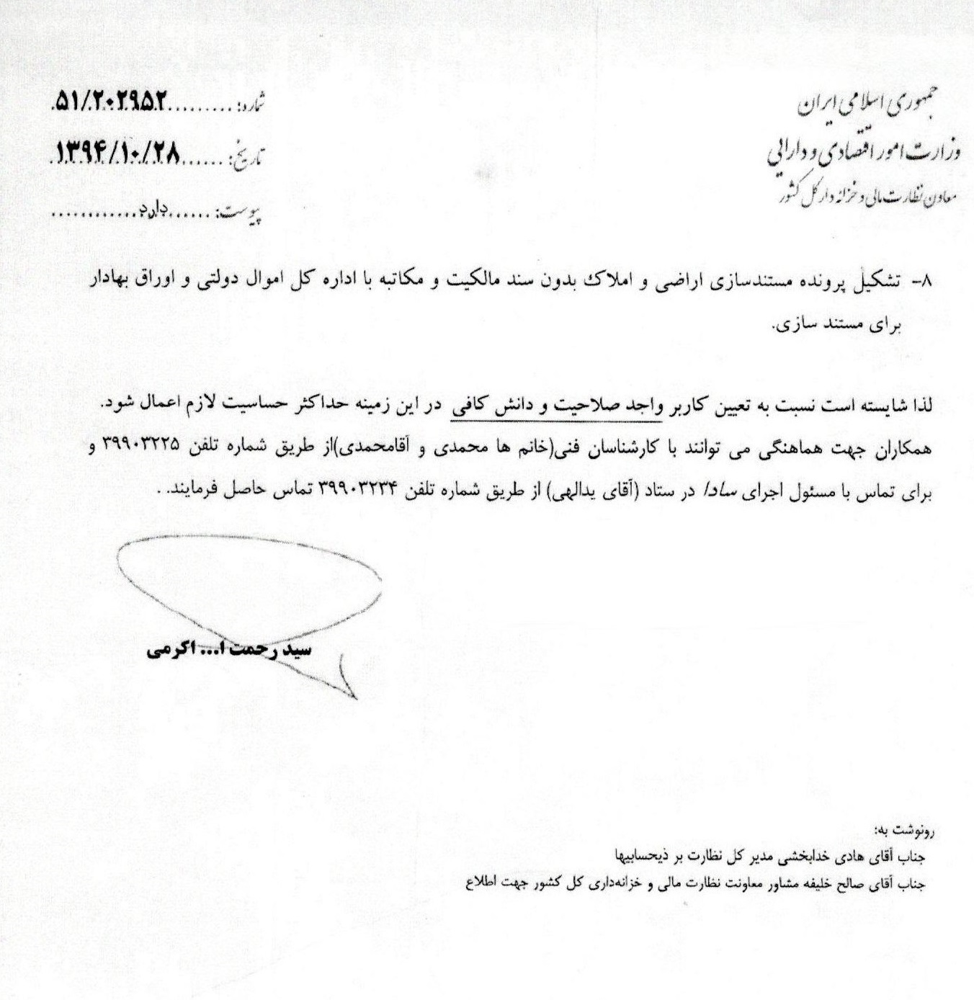 جمهوری اسلامی ایران
وزارت امور اقتصادی و دارایی
معاون نظارت مالی و خزانه دار کل کشور
شماره: ۵۱/۲۰۲۹۵۲
تاریخ: ۱۳۹۴/۱۰/۲۸
پیوست: دارد
۸- تشکیل پرونده مستندسازی اراضی و املاک بدون سند مالکیت و مکاتبه با اداره کل اموال دولتی و اوراق بهادار
برای مستند سازی.
لذا شایسته است نسبت به تعیین کاربر واجد صلاحیت و دانش کافی در این زمینه حداکثر حساسیت لازم اعمال شود.
همکاران جهت هماهنگی می توانند با کارشناسان فنی(خانم ها محمدی و آقامحمدی)از طریق شماره تلفن ۳۹۹۰۳۲۲۵ و
برای تماس با مسئول اجرای سادا در ستاد (آقای یدالهی) از طریق شماره تلفن ۳۹۹۰۳۲۳۴ تماس حاصل فرمایند. .
سید رحمت ا... اکرمی
رونوشت به:
جناب آقای هادی خدابخشی مدیر کل نظارت بر ذیحسابیها
جناب آقای صالح خلیفه مشاور معاونت نظارت مالی و خزانه‌داری کل کشور جهت اطلاع